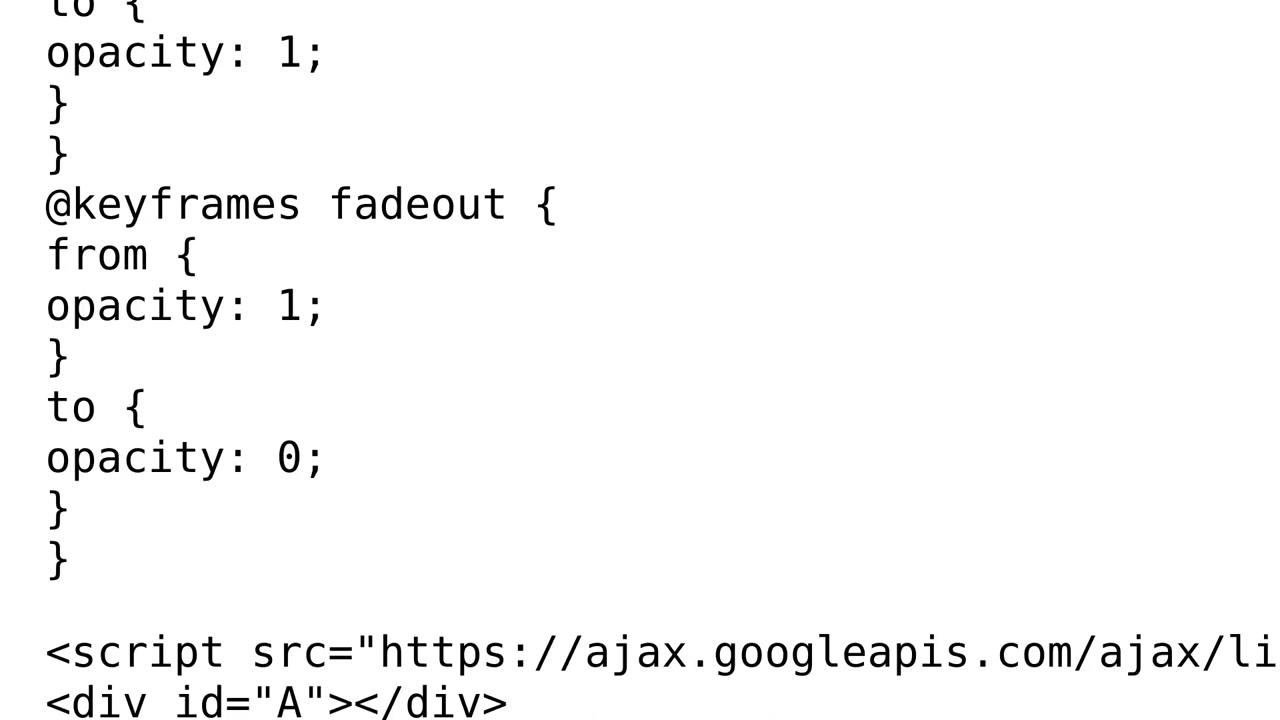 to {
opacity: 1;
}
}
@keyframes fadeout {
from {
opacity: 1;
}
to {
opacity: 0;
}
}
<script src="https://ajax.googleapis.com/ajax/li
<div id="A"></div>